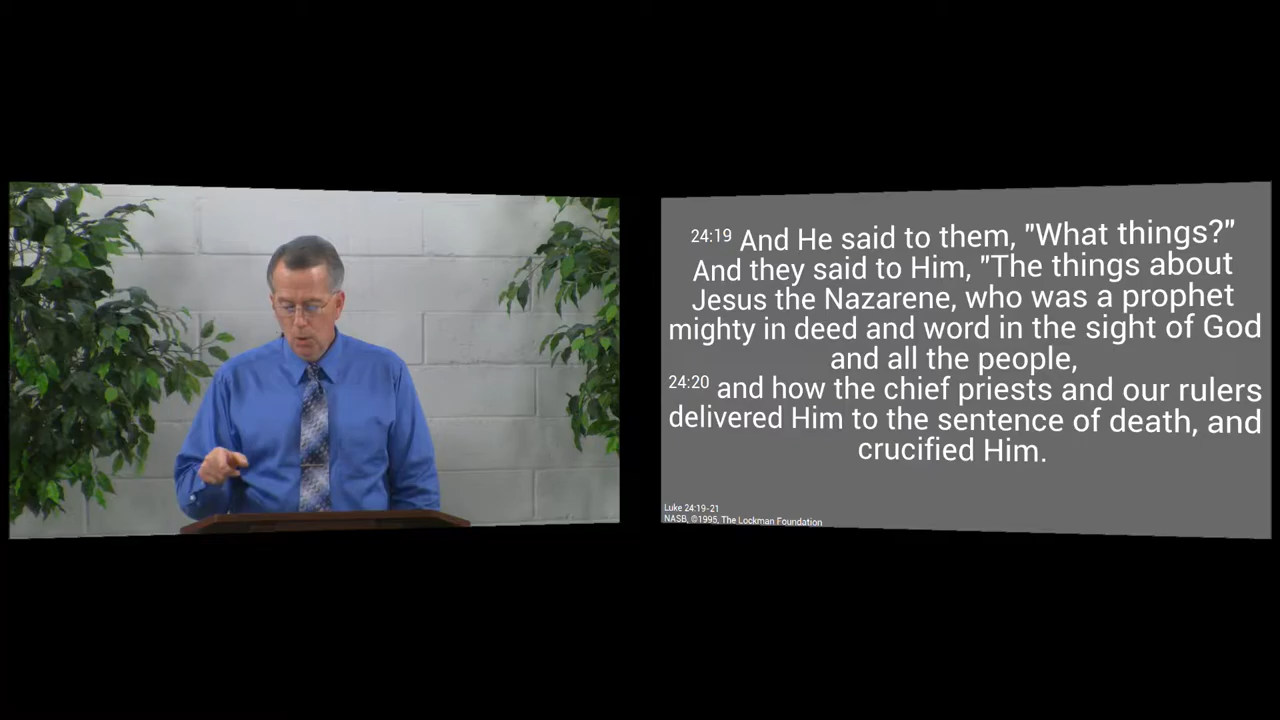 24:19 And He said to them, "What things?"
And they said to Him, "The things about
Jesus the Nazarene, who was a prophet
mighty in deed and word in the sight of God
and all the people,
24:20 and how the chief priests and our rulers
delivered Him to the sentence of death, and
crucified Him.
Luke 24:19-21
NASB, ©1995, The Lockman Foundation